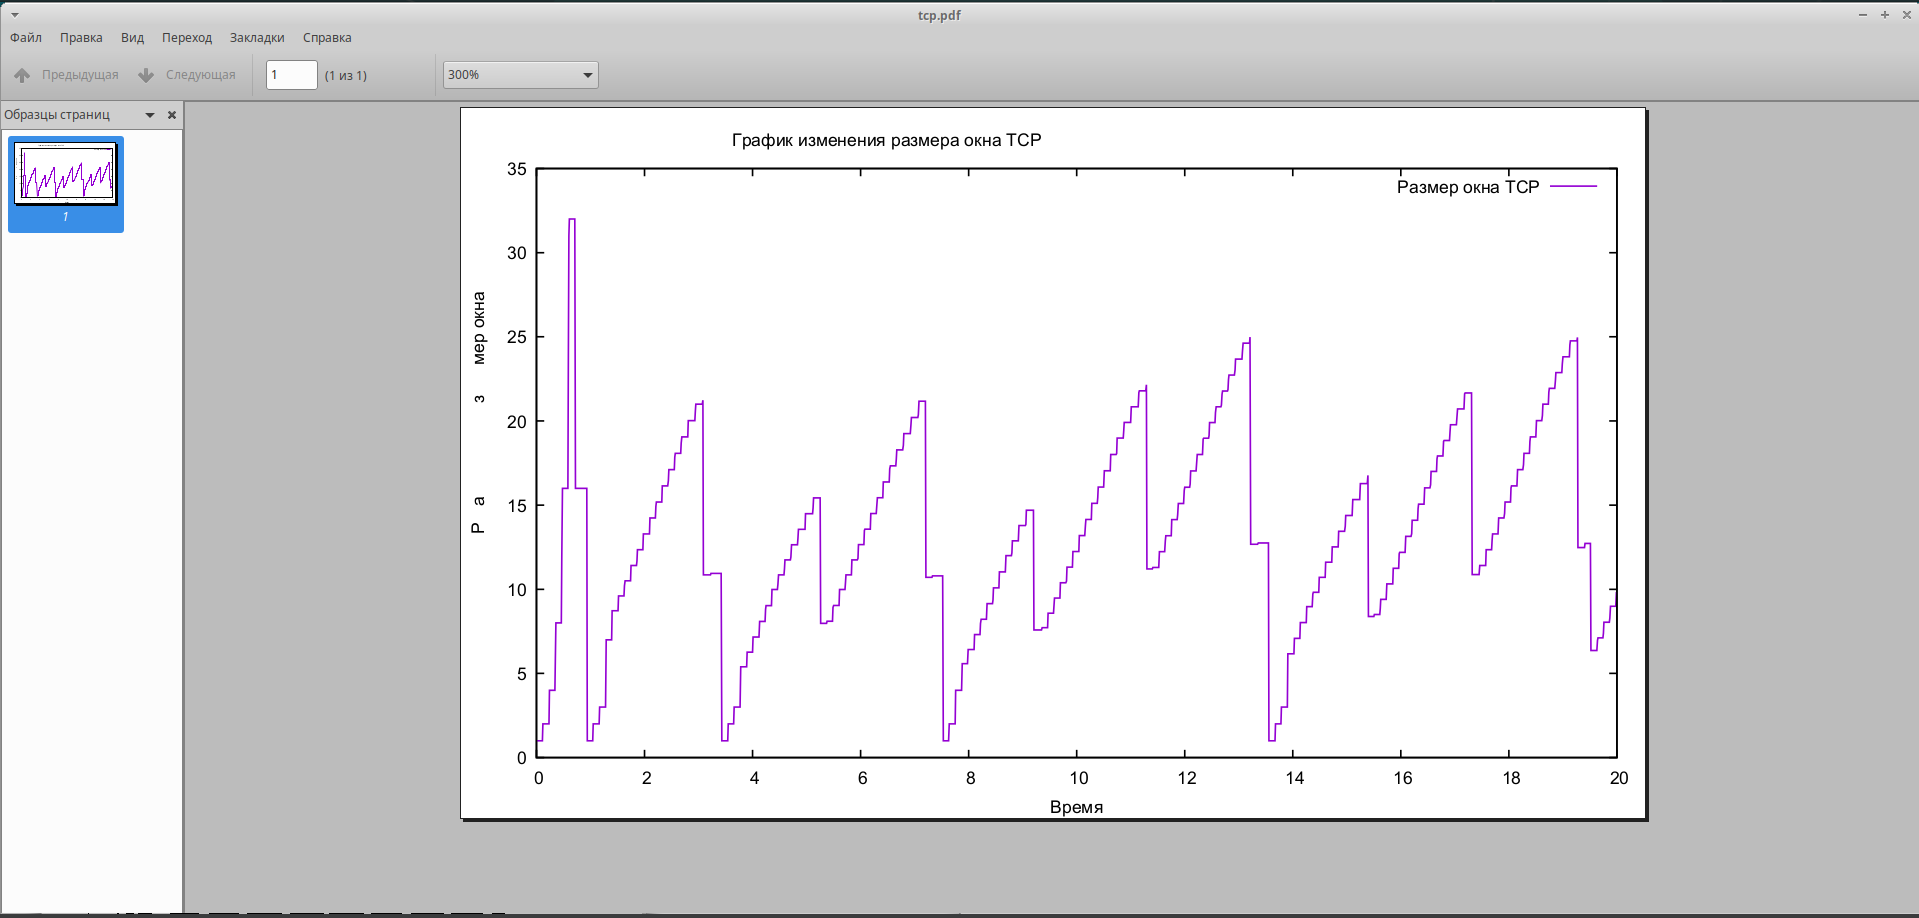 tcp.pdf
Файл Правка Вид Переход Закладки Справка
Предыдущая Следующая 1 (1 из 1) 300%
Образцы страниц
1
График изменения размера окна TCP
Размер окна TCP
Р а з мер окна
35
30
25
20
15
10
5
0
0 2 4 6 8 10 12 14 16 18 20
Время